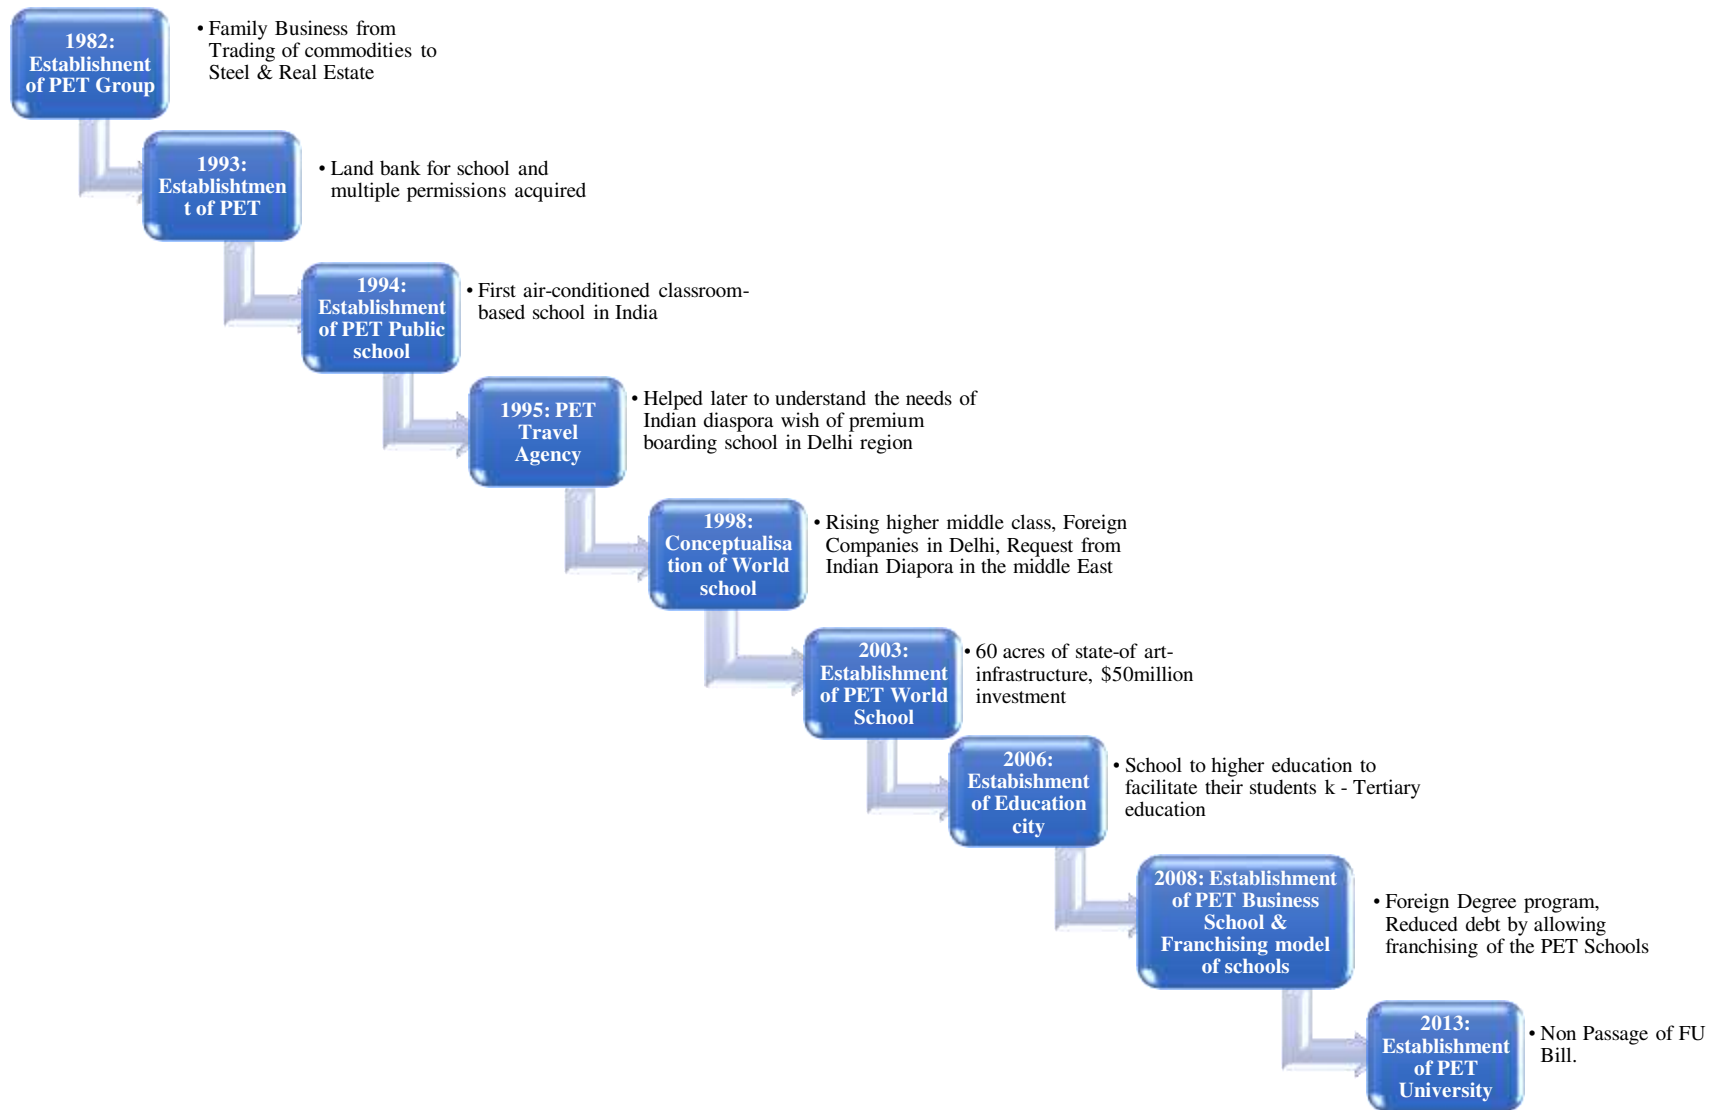 1982:
Establishnent
of PET Group
• Family Business from
Trading of commodities to
Steel & Real Estate
1993:
Establishtmen
t of PET
• Land bank for school and
multiple permissions acquired
1994:
Establishment
of PET Public
school
• First air-conditioned classroom-
based school in India
1995: PET
Travel
Agency
• Helped later to understand the needs of
Indian diaspora wish of premium
boarding school in Delhi region
1998:
Conceptualisa
tion of World
school
• Rising higher middle class, Foreign
Companies in Delhi, Request from
Indian Diapora in the middle East
2003:
Establishment
of PET World
School
• 60 acres of state-of art-
infrastructure, $50million
investment
2006:
Estabishment
of Education
city
• School to higher education to
facilitate their students k - Tertiary
education
2008: Establishment
of PET Business
School &
Franchising model
of schools
• Foreign Degree program,
Reduced debt by allowing
franchising of the PET Schools
2013:
Establishment
of PET
University
• Non Passage of FU
Bill.